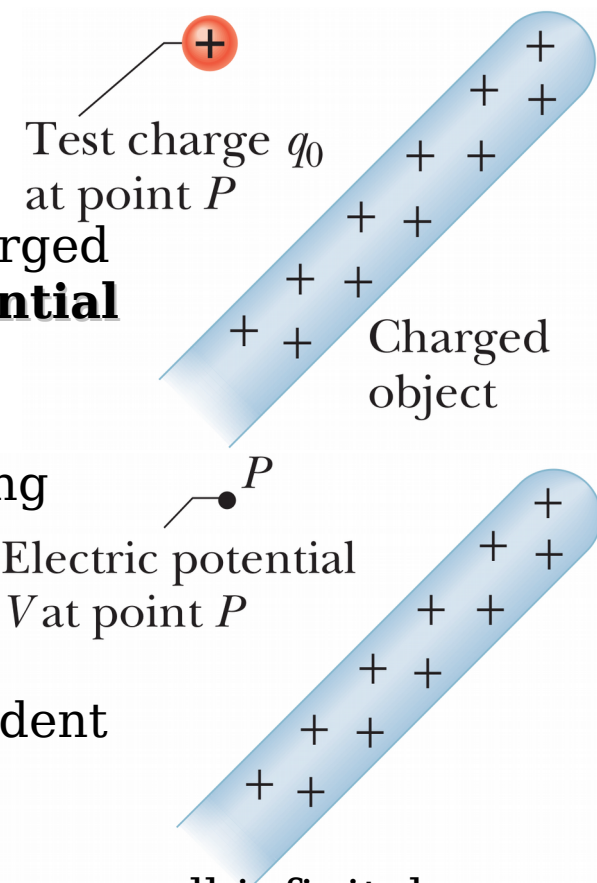 +
Test charge q0
at point P
rged
ntial
+
+ +
+ +
+ +
+ +
+ +
Charged
object
P
ng
Electric potential
V at point P
dent
+
+ +
+ +
+ +
+ +
+ +